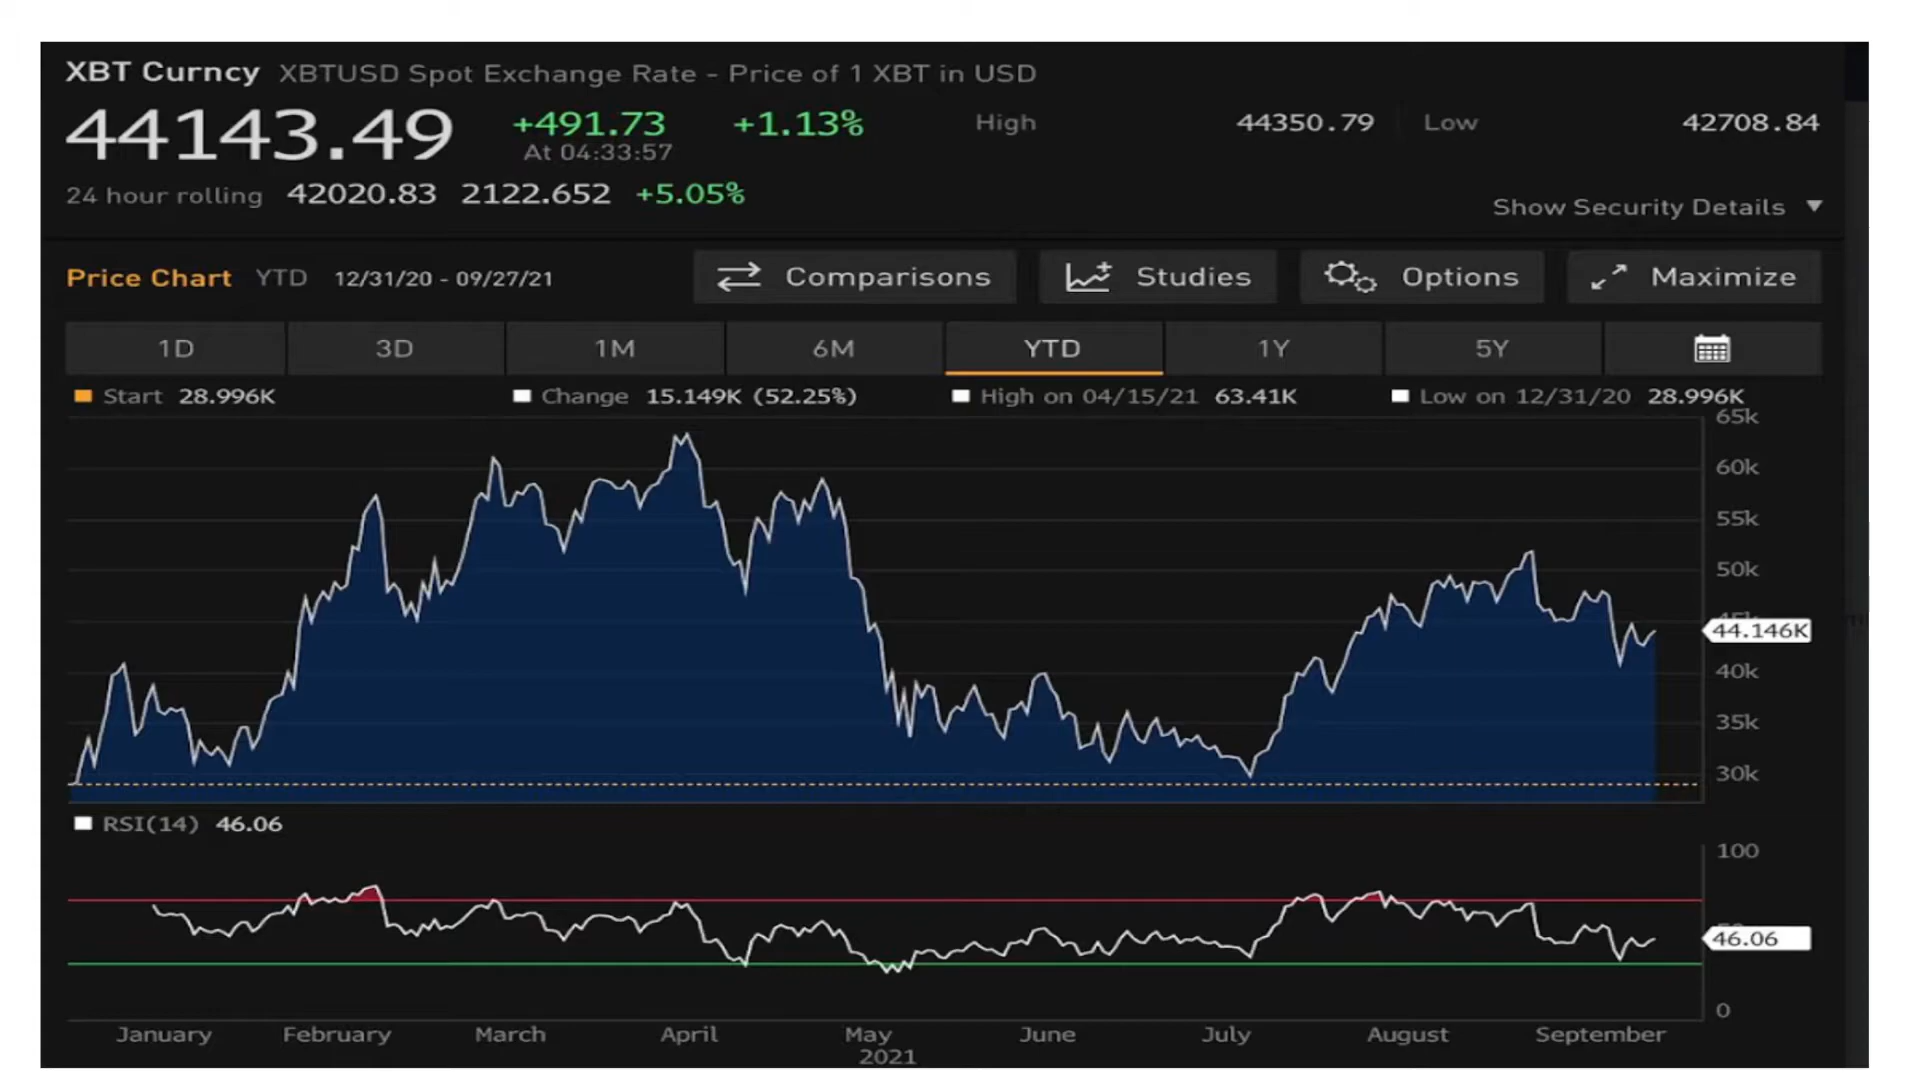 XBT Curncy XBTUSD Spot Exchange Rate - Price of 1 XBT in USD
44143.49 +491.73 +1.13% High 44350.79 Low 42708.84
At 04:33:57
24 hour rolling 42020.83 2122.652 +5.05%
Show Security Details
Price Chart YTD 12/31/20 - 09/27/21 Comparisons Studies Options Maximize
1D 3D 1M 6M YTD 1Y 5Y
Start 28.996K Change 15.149K (52.25%) High on 04/15/21 63.41K Low on 12/31/20 28.996K
65k
60k
55k
50k
44.146K
40k
35k
30k
RSI(14) 46.06
100
46.06
0
January February March April May June July August September
2021